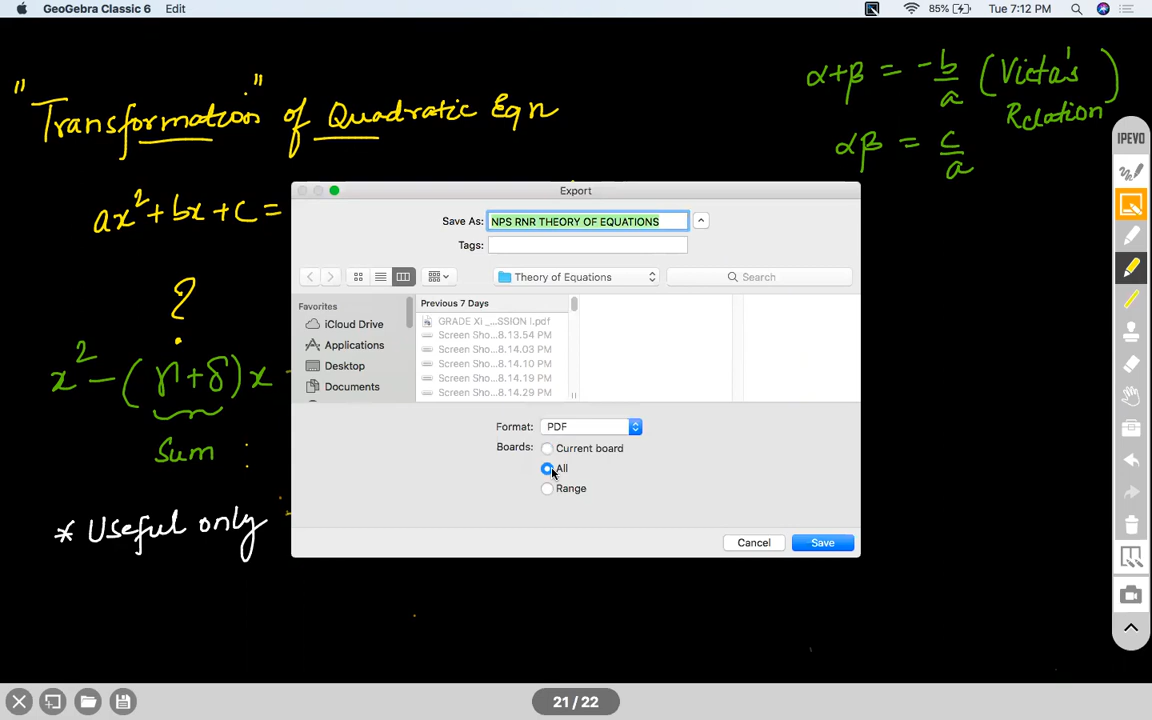 GeoGebra Classic 6 Edit 85% Tue 7:12 PM
"Transformation" of Quadratic Eqn
α+β = -b/a (Vieta's Relation)
αβ = c/a
ax²+bx+c=
?
x²-(γ+δ)x -
Sum :
* Useful only
IPEVO
Export
Save As: NPS RNR THEORY OF EQUATIONS
Tags:
Theory of Equations
Search
Favorites
iCloud Drive
Applications
Desktop
Documents
Previous 7 Days
GRADE Xi _...SSION I.pdf
Screen Sho...8.13.54 PM
Screen Sho...8.14.03 PM
Screen Sho...8.14.10 PM
Screen Sho...8.14.19 PM
Screen Sho...8.14.29 PM
Format: PDF
Boards: Current board
All
Range
Cancel Save
21 / 22